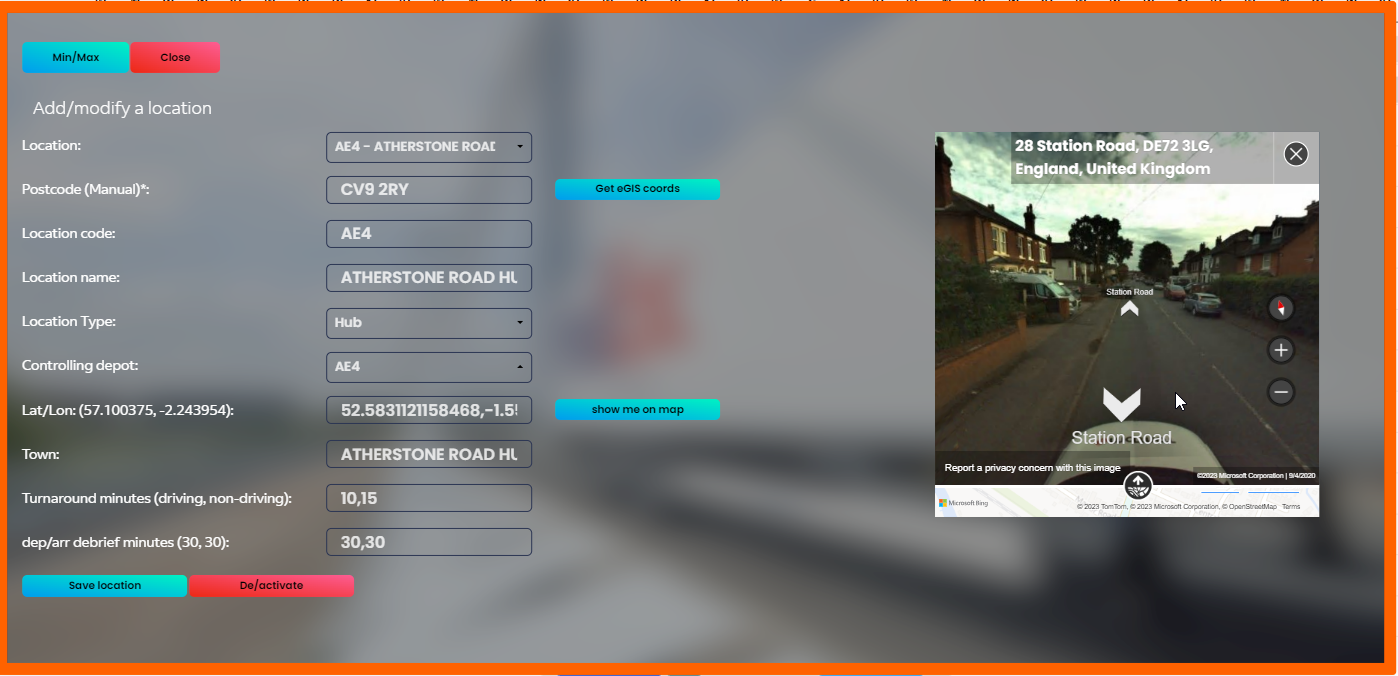 Min/Max Close
Add/modify a location
Location: AE4 - ATHERSTONE ROAD
Postcode (Manual)*: CV9 2RY Get eGIS coords
Location code: AE4
Location name: ATHERSTONE ROAD HU
Location Type: Hub
Controlling depot: AE4
Lat/Lon: (57.100375, -2.243954): 52.5831121158468,-1.5 show me on map
Town: ATHERSTONE ROAD HU
Turnaround minutes (driving, non-driving): 10,15
dep/arr debrief minutes (30, 30): 30,30
Save location De/activate
28 Station Road, DE72 3LG,
England, United Kingdom
Station Road
Station Road
Report a privacy concern with this image
©2023 Microsoft Corporation | 9/4/2020
Microsoft Bing
© 2023 TomTom, © 2023 Microsoft Corporation, © OpenStreetMap Terms